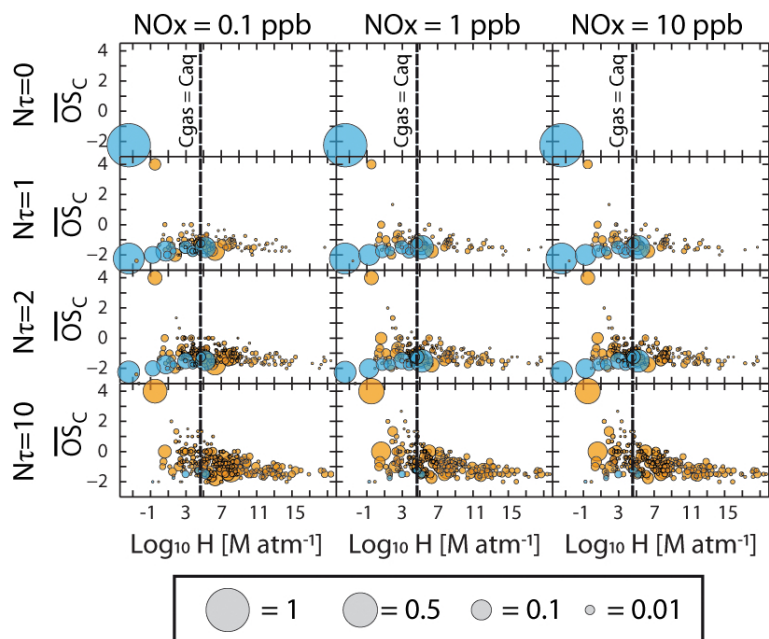 NOx = 0.1 ppb NOx = 1 ppb NOx = 10 ppb
Nτ=0
OSC
4
2
0
−2
Cgas = Caq
Cgas = Caq
Cgas = Caq
Nτ=1
OSC
4
2
0
−2
Nτ=2
OSC
4
2
0
−2
Nτ=10
OSC
4
2
0
−2
-1 3 7 11 15 -1 3 7 11 15 -1 3 7 11 15
Log₁₀ H [M atm⁻¹] Log₁₀ H [M atm⁻¹] Log₁₀ H [M atm⁻¹]
= 1 = 0.5 = 0.1 = 0.01